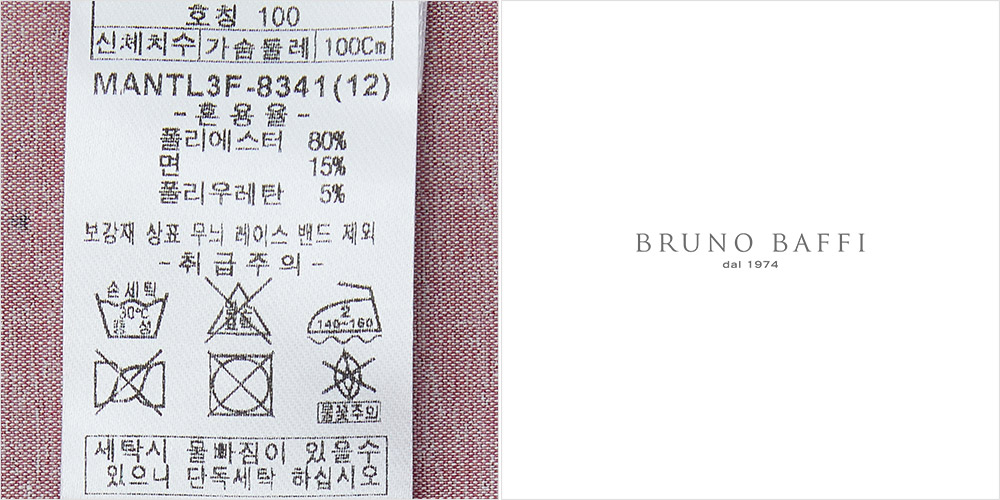 호칭 100
신체치수 가슴둘레 100Cm
MANTL3F-8341(12)
-혼용율-
폴리에스터 80%
면 15%
폴리우레탄 5%
보강재 상표 무늬 레이스 밴드 제외
-취급주의-
손세탁
30℃
중성
2
140~160
불꽃주의
세탁시 물빠짐이 있을수
있으니 단독세탁 하십시오
BRUNO BAFFI
dal 1974